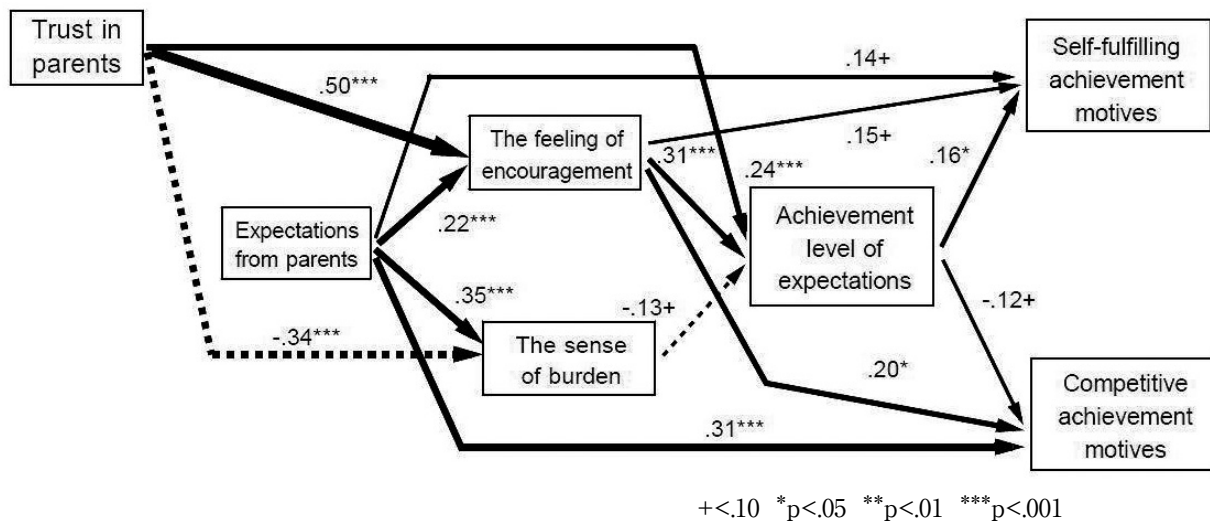 Trust in
parents
Self-fulfilling
achievement
motives
.14+
.50***
The feeling of
encouragement
.15+
.31***
.24***
.16*
Expectations
from parents
.22***
Achievement
level of
expectations
.35***
-.13+
-.12+
-.34***
The sense
of burden
.20*
Competitive
achievement
motives
.31***
+<.10 *p<.05 **p<.01 ***p<.001